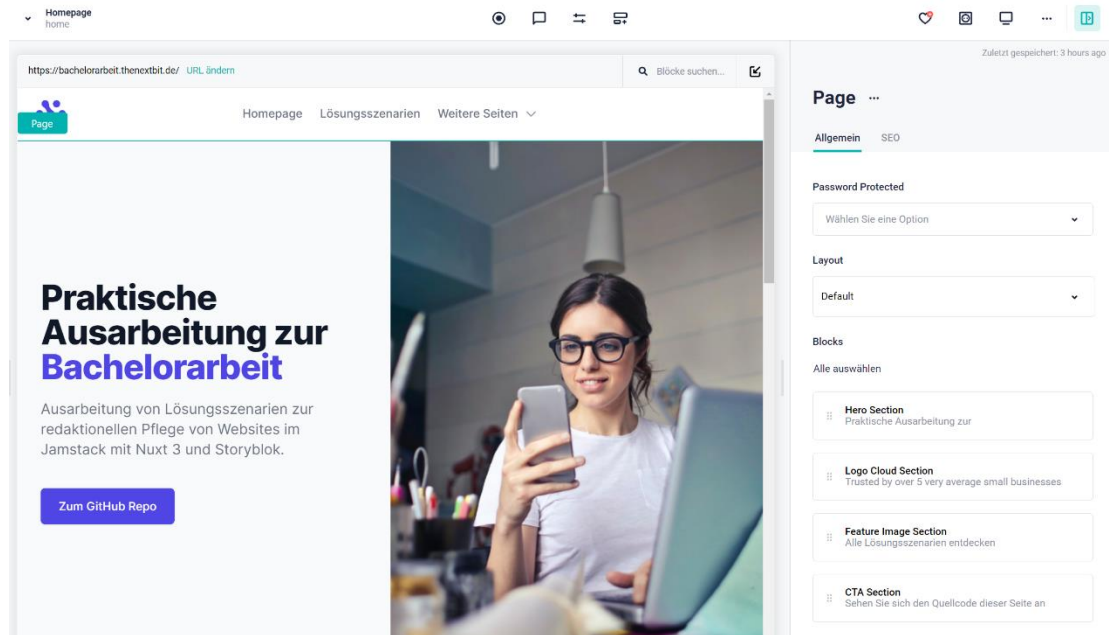 Homepage
home
Zuletzt gespeichert: 3 hours ago
https://bachelorarbeit.thenextbit.de/ URL ändern
Blöcke suchen...
Page
Homepage Lösungsszenarien Weitere Seiten
Praktische
Ausarbeitung zur
Bachelorarbeit
Ausarbeitung von Lösungsszenarien zur
redaktionellen Pflege von Websites im
Jamstack mit Nuxt 3 und Storyblok.
Zum GitHub Repo
Page
Allgemein SEO
Password Protected
Wählen Sie eine Option
Layout
Default
Blocks
Alle auswählen
Hero Section
Praktische Ausarbeitung zur
Logo Cloud Section
Trusted by over 5 very average small businesses
Feature Image Section
Alle Lösungsszenarien entdecken
CTA Section
Sehen Sie sich den Quellcode dieser Seite an